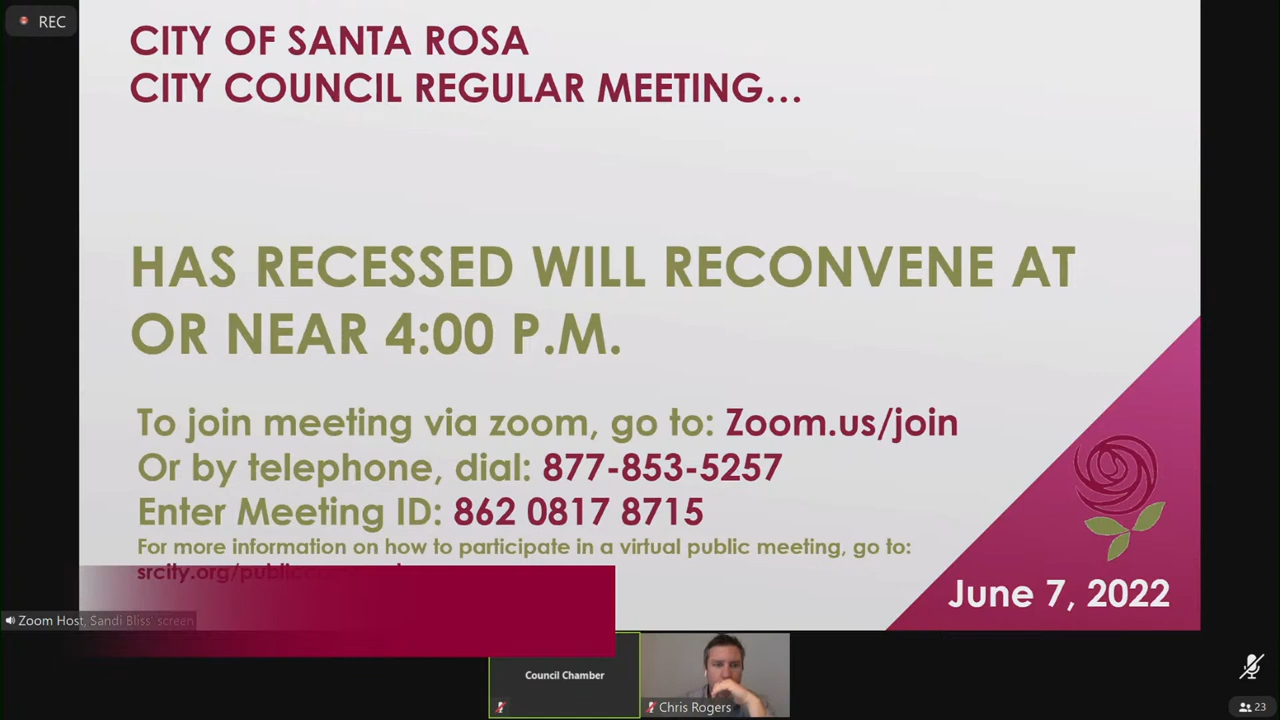 REC
CITY OF SANTA ROSA
CITY COUNCIL REGULAR MEETING...
HAS RECESSED WILL RECONVENE AT
OR NEAR 4:00 P.M.
To join meeting via zoom, go to: Zoom.us/join
Or by telephone, dial: 877-853-5257
Enter Meeting ID: 862 0817 8715
For more information on how to participate in a virtual public meeting, go to:
June 7, 2022
Zoom Host, Sandi Bliss' screen
Council Chamber
Chris Rogers
23